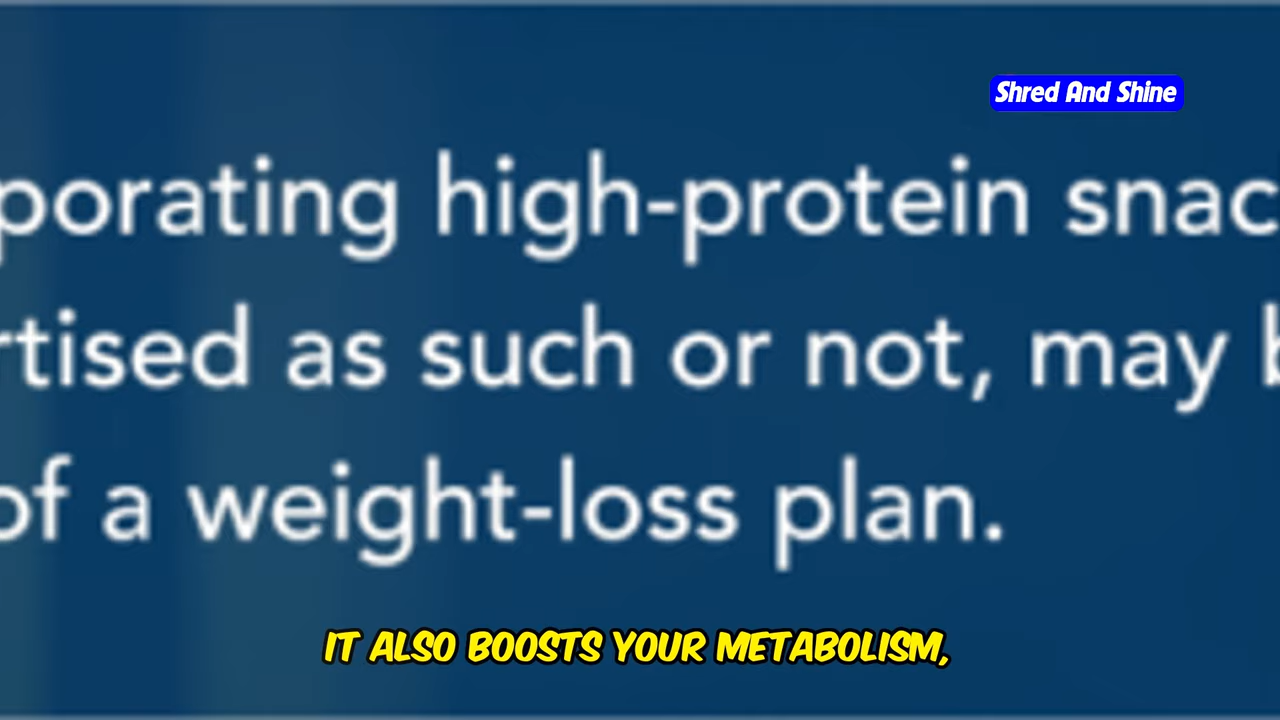 Shred And Shine
porating high-protein snac
rtised as such or not, may b
of a weight-loss plan.
IT ALSO BOOSTS YOUR METABOLISM,